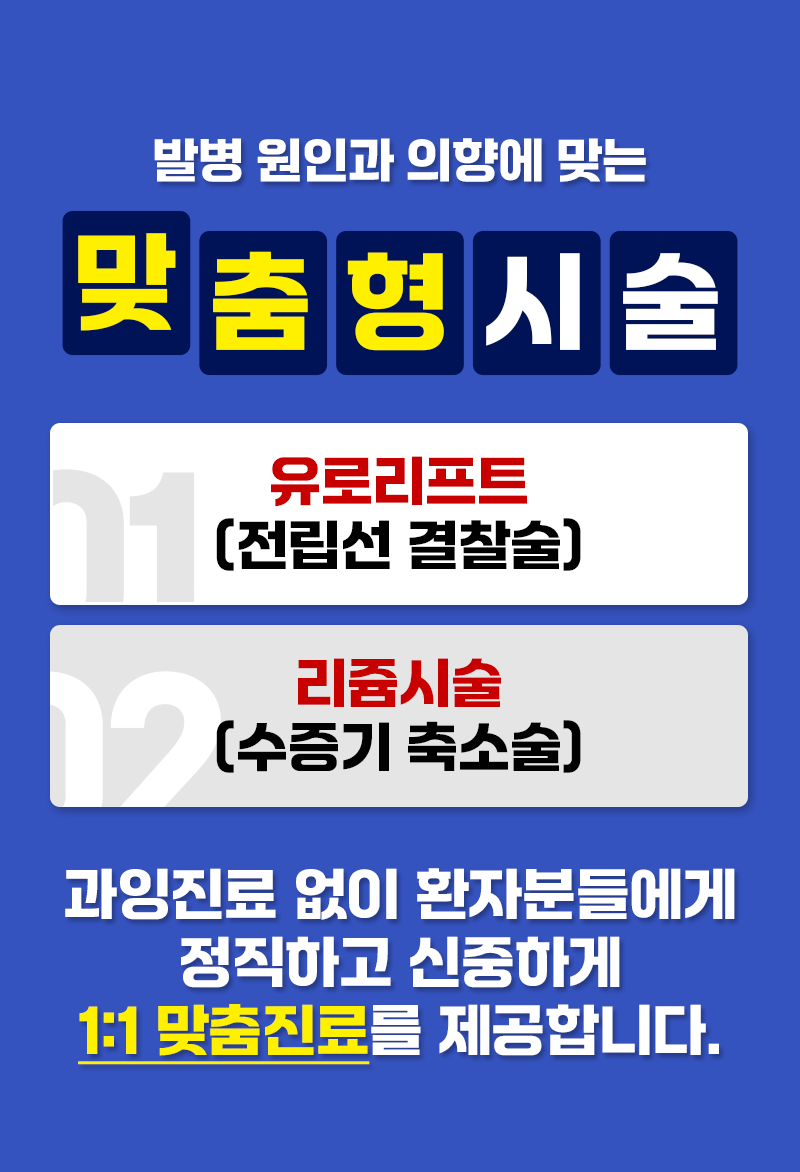 발병 원인과 의향에 맞는
맞춤형시술
01
유로리프트
(전립선 결찰술)
02
리쥼시술
(수증기 축소술)
과잉진료 없이 환자분들에게
정직하고 신중하게
1:1 맞춤진료를 제공합니다.